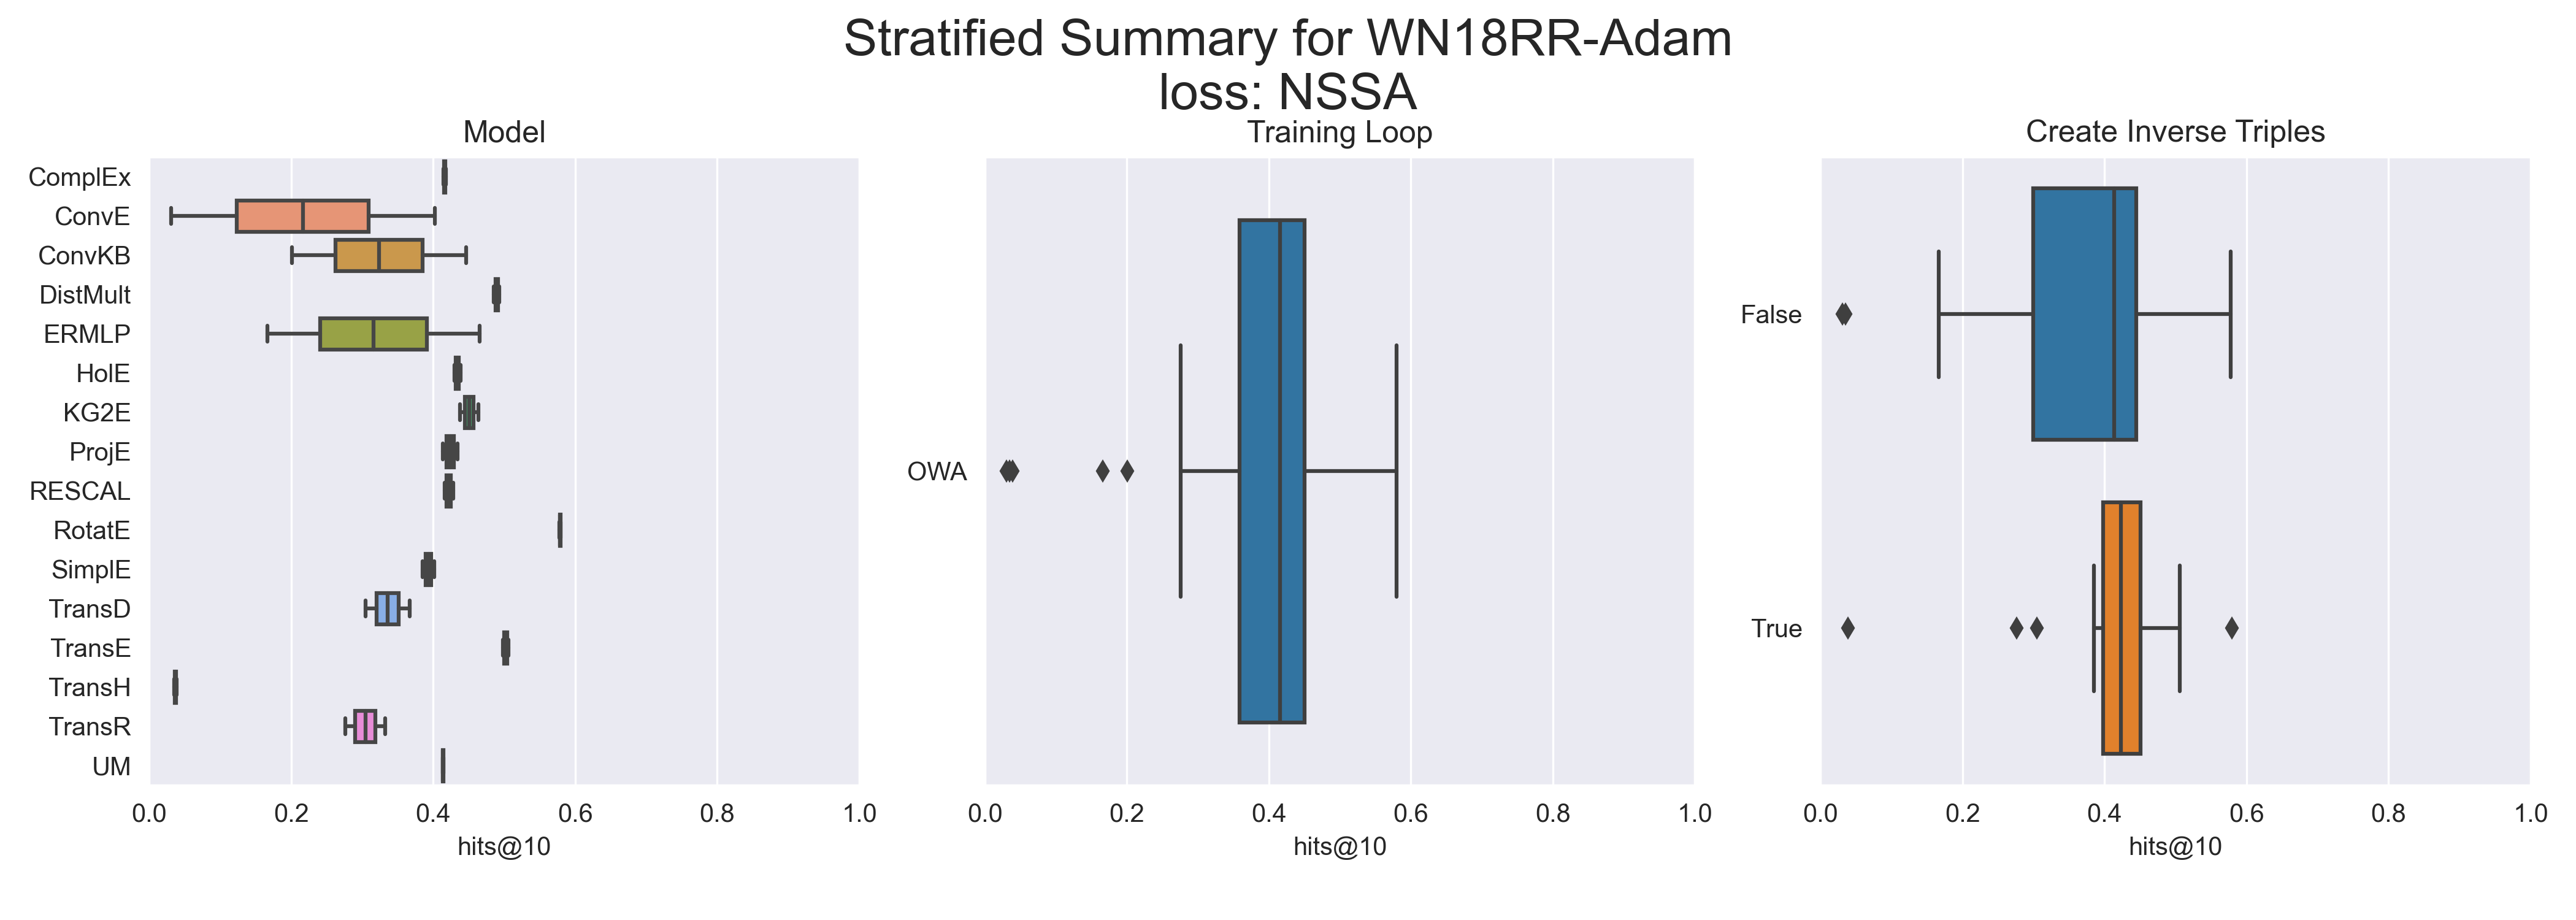 Stratified Summary for WN18RR-Adam
loss: NSSA
Model
ComplEx
ConvE
ConvKB
DistMult
ERMLP
HolE
KG2E
ProjE
RESCAL
RotatE
SimplE
TransD
TransE
TransH
TransR
UM
0.0 0.2 0.4 0.6 0.8 1.0
hits@10
Training Loop
OWA
0.0 0.2 0.4 0.6 0.8 1.0
hits@10
Create Inverse Triples
False
True
0.0 0.2 0.4 0.6 0.8 1.0
hits@10